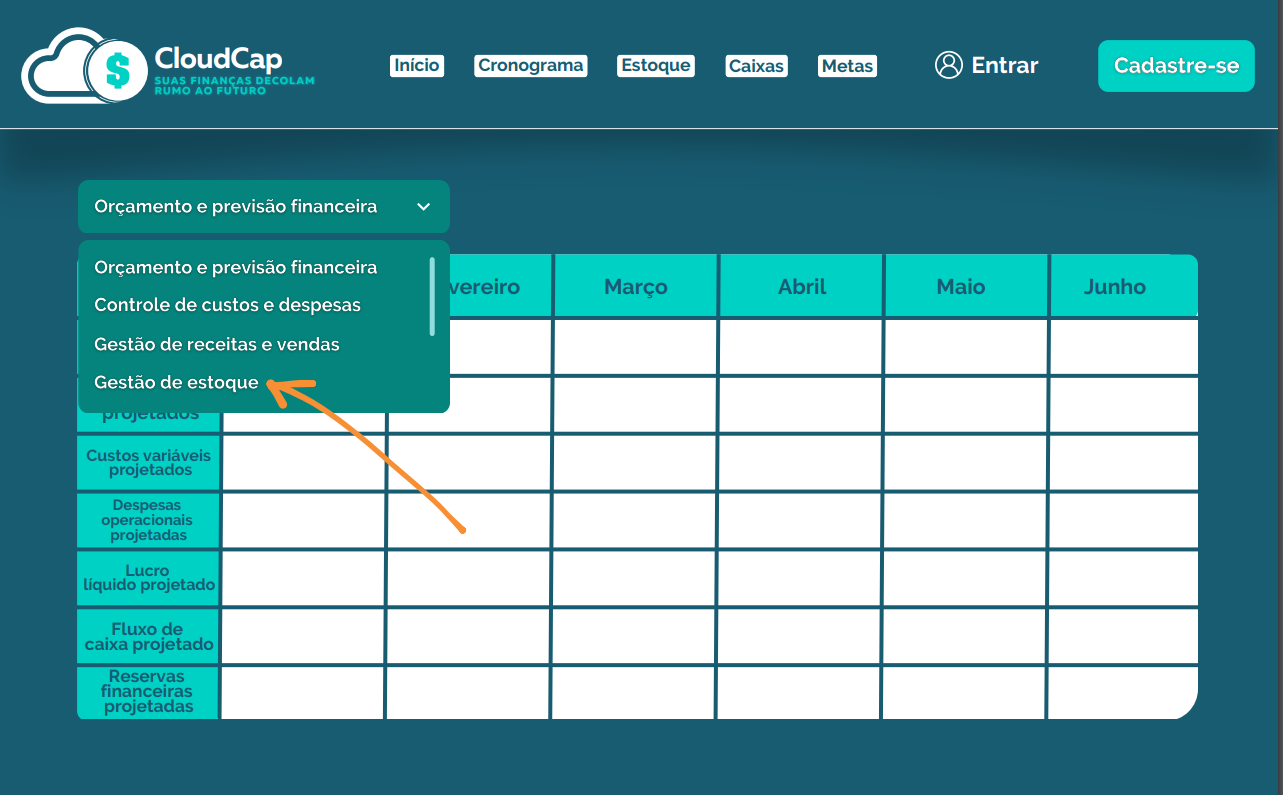 CloudCap
SUAS FINANÇAS DECOLAM
RUMO AO FUTURO
Início
Cronograma
Estoque
Caixas
Metas
Entrar
Cadastre-se
Orçamento e previsão financeira
Orçamento e previsão financeira
Controle de custos e despesas
Gestão de receitas e vendas
Gestão de estoque
vereiro
Março
Abril
Maio
Junho
projetados
Custos variáveis
projetados
Despesas
operacionais
projetadas
Lucro
líquido projetado
Fluxo de
caixa projetado
Reservas
financeiras
projetadas